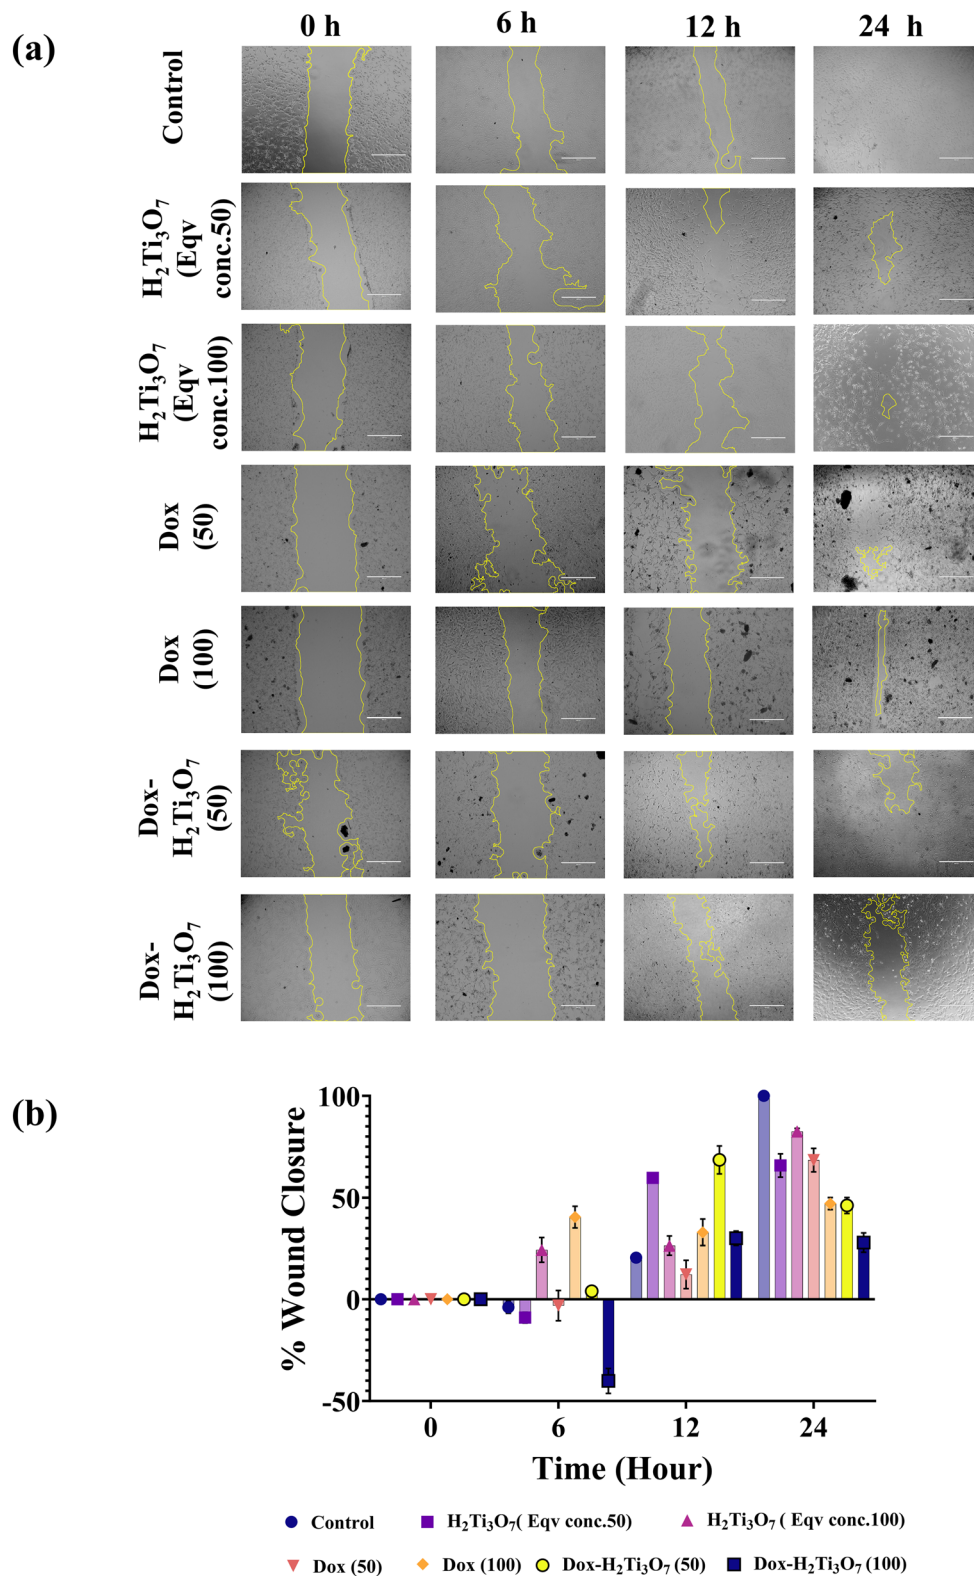 (a)
0 h
6 h
12 h
24 h
Control
H₂Ti₃O₇
(Eqv
conc.50)
H₂Ti₃O₇
(Eqv
conc.100)
Dox
(50)
Dox
(100)
Dox-
H₂Ti₃O₇
(50)
Dox-
H₂Ti₃O₇
(100)
(b)
% Wound Closure
100
50
0
-50
0
6
12
24
Time (Hour)
Control
H₂Ti₃O₇( Eqv conc.50)
H₂Ti₃O₇ ( Eqv conc.100)
Dox (50)
Dox (100)
Dox-H₂Ti₃O₇ (50)
Dox-H₂Ti₃O₇ (100)